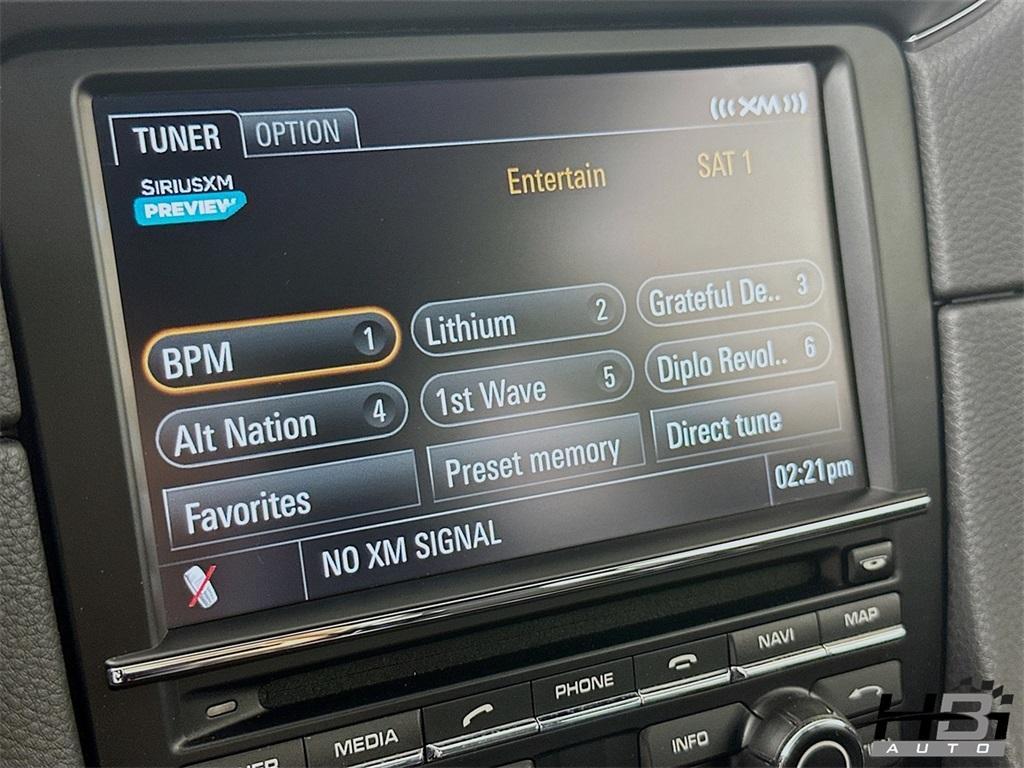 TUNER OPTION
(((XM)))
SIRIUSXM
PREVIEW
Entertain SAT 1
BPM 1 Lithium 2 Grateful De.. 3
Alt Nation 4 1st Wave 5 Diplo Revol.. 6
Favorites Preset memory Direct tune
NO XM SIGNAL 02:21pm
MEDIA PHONE NAVI MAP
INFO
HBI
AUTO